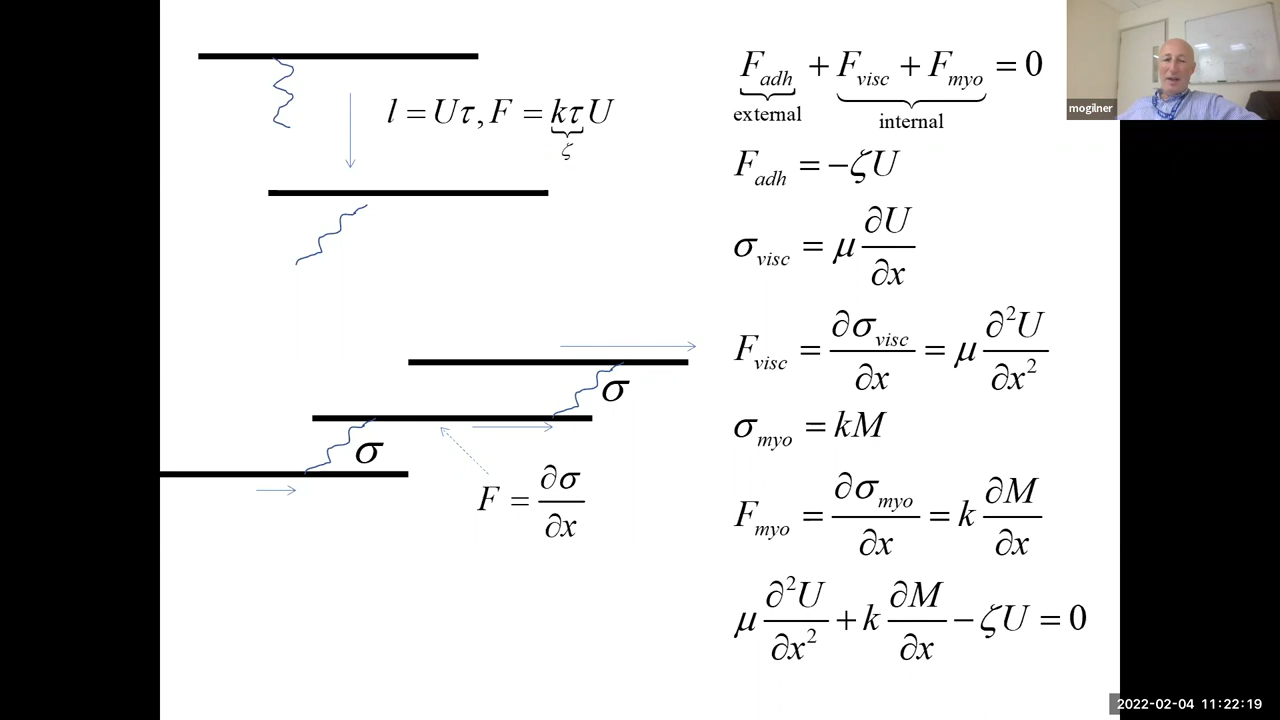 l = Uτ, F = kτU
ζ
σ
σ
F = ∂σ/∂x
F_adh + F_visc + F_myo = 0
external internal
F_adh = −ζU
σ_visc = μ ∂U/∂x
F_visc = ∂σ_visc/∂x = μ ∂²U/∂x²
σ_myo = kM
F_myo = ∂σ_myo/∂x = k ∂M/∂x
μ ∂²U/∂x² + k ∂M/∂x − ζU = 0
mogilner
2022-02-04 11:22:19